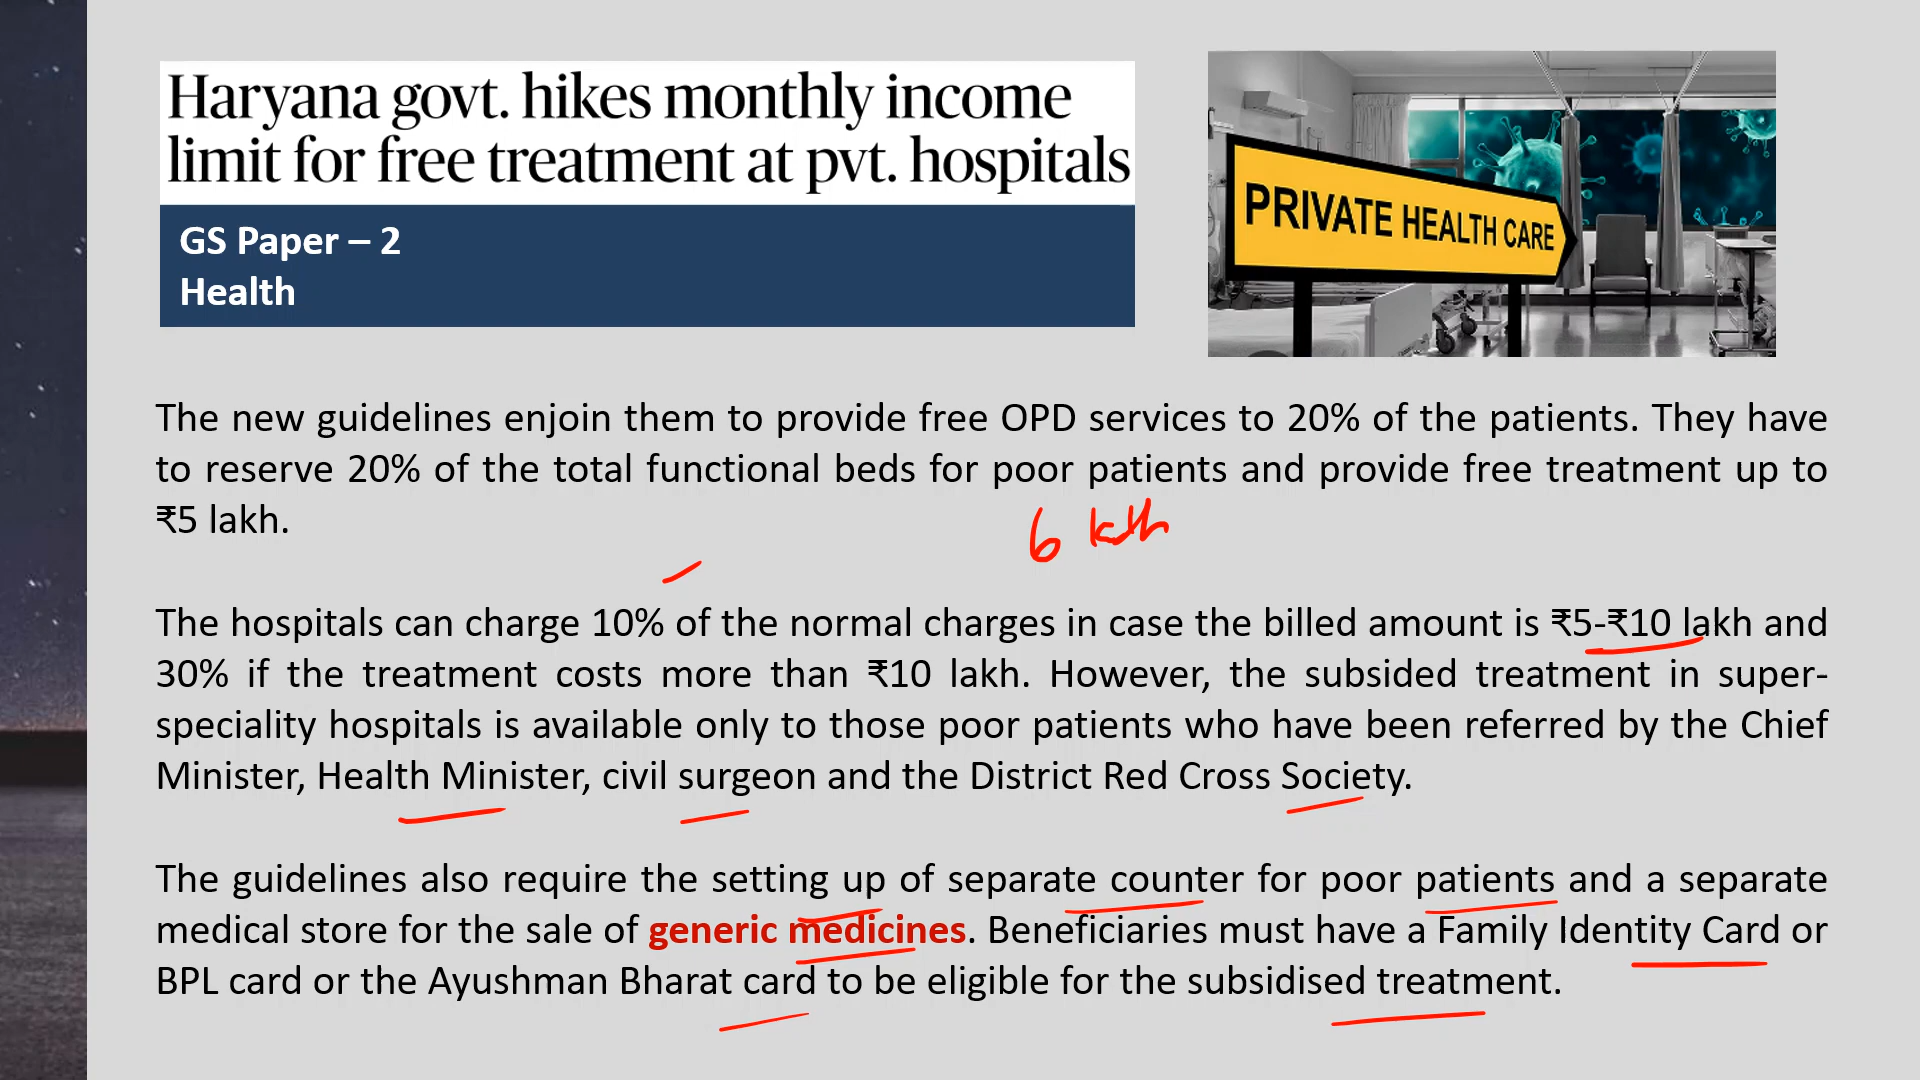 Haryana govt. hikes monthly income
limit for free treatment at pvt. hospitals
GS Paper – 2
Health
PRIVATE HEALTH CARE
The new guidelines enjoin them to provide free OPD services to 20% of the patients. They have
to reserve 20% of the total functional beds for poor patients and provide free treatment up to
₹5 lakh.
6
The hospitals can charge 10% of the normal charges in case the billed amount is ₹5-₹10 lakh and
30% if the treatment costs more than ₹10 lakh. However, the subsided treatment in super-
speciality hospitals is available only to those poor patients who have been referred by the Chief
Minister, Health Minister, civil surgeon and the District Red Cross Society.
The guidelines also require the setting up of separate counter for poor patients and a separate
medical store for the sale of generic medicines. Beneficiaries must have a Family Identity Card or
BPL card or the Ayushman Bharat card to be eligible for the subsidised treatment.